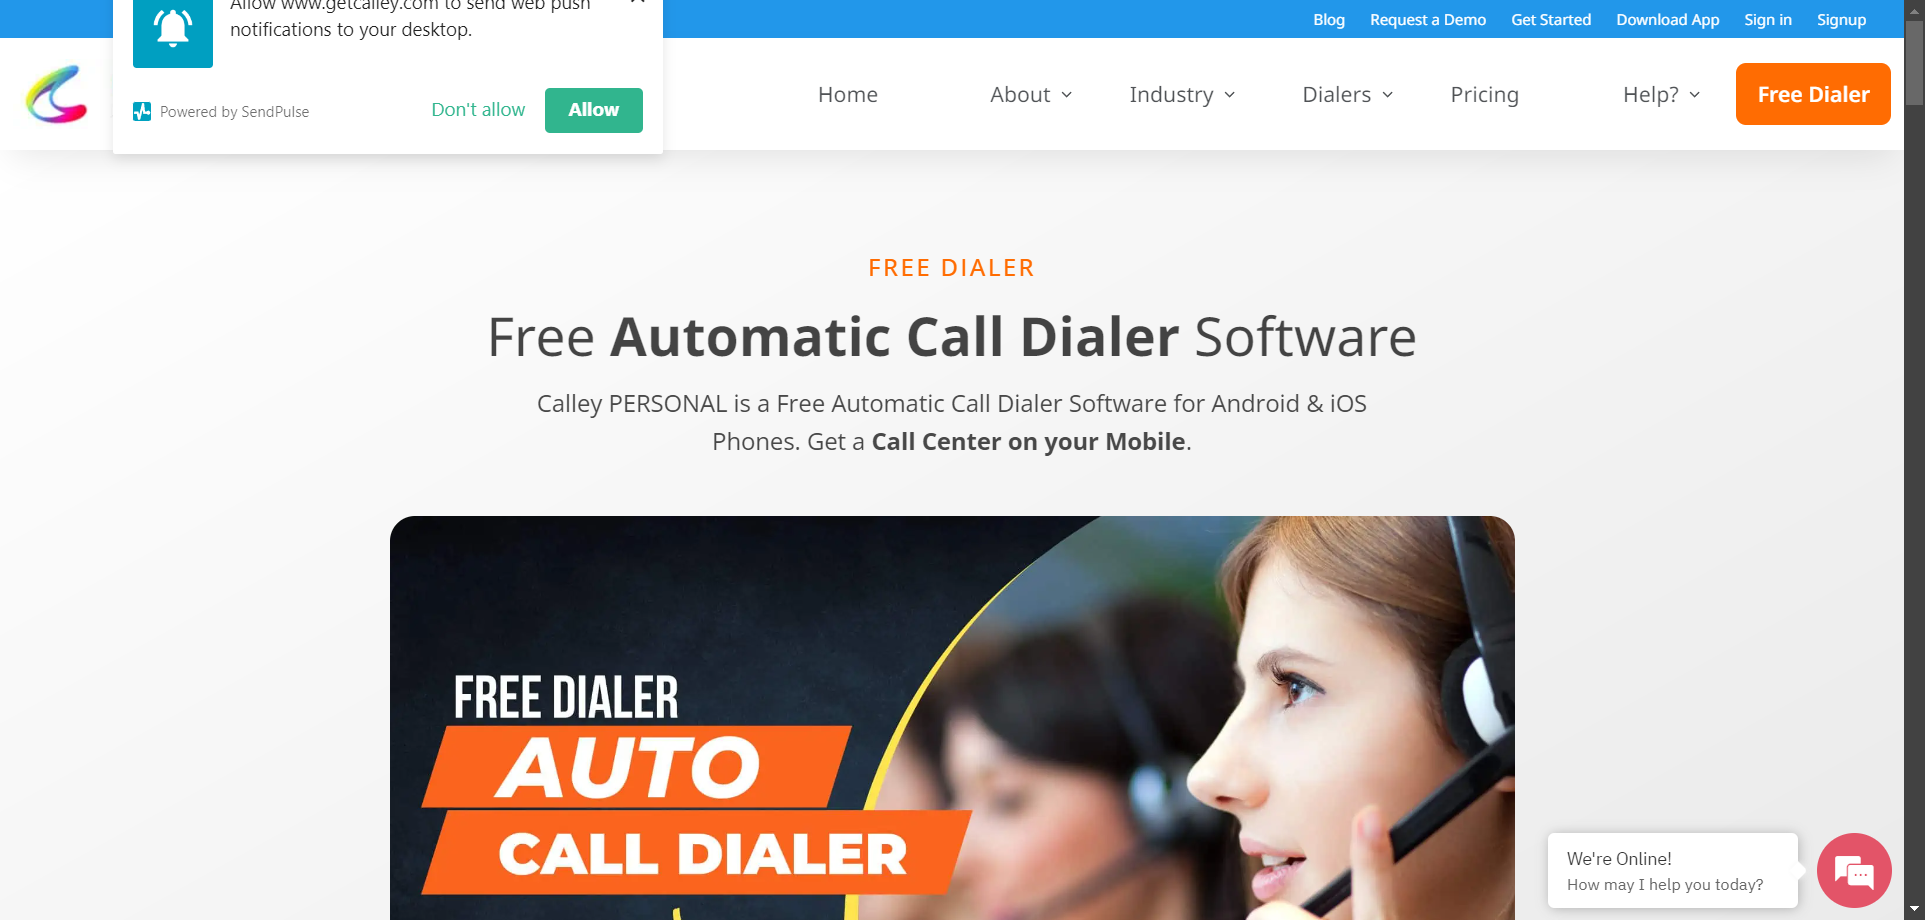 Allow www.getcalley.com to send web push
notifications to your desktop.
Powered by SendPulse
Don't allow
Allow
Blog
Request a Demo
Get Started
Download App
Sign in
Signup
Home
About
Industry
Dialers
Pricing
Help?
Free Dialer
FREE DIALER
Free Automatic Call Dialer Software
Calley PERSONAL is a Free Automatic Call Dialer Software for Android & iOS
Phones. Get a Call Center on your Mobile.
FREE DIALER
AUTO
CALL DIALER
We're Online!
How may I help you today?